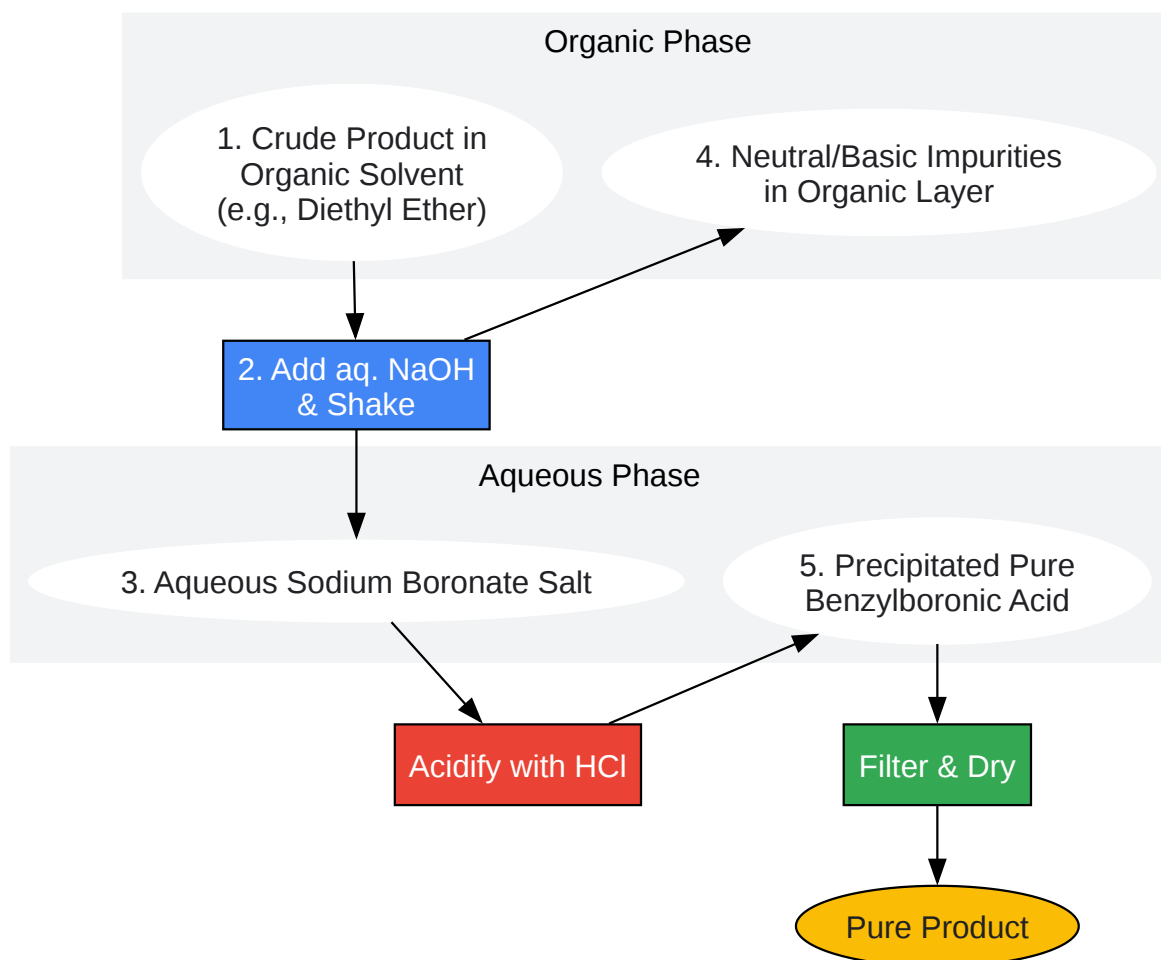 Organic Phase
1. Crude Product in
Organic Solvent
(e.g., Diethyl Ether)
4. Neutral/Basic Impurities
in Organic Layer
2. Add aq. NaOH
& Shake
Aqueous Phase
3. Aqueous Sodium Boronate Salt
5. Precipitated Pure
Benzylboronic Acid
Acidify with HCl
Filter & Dry
Pure Product